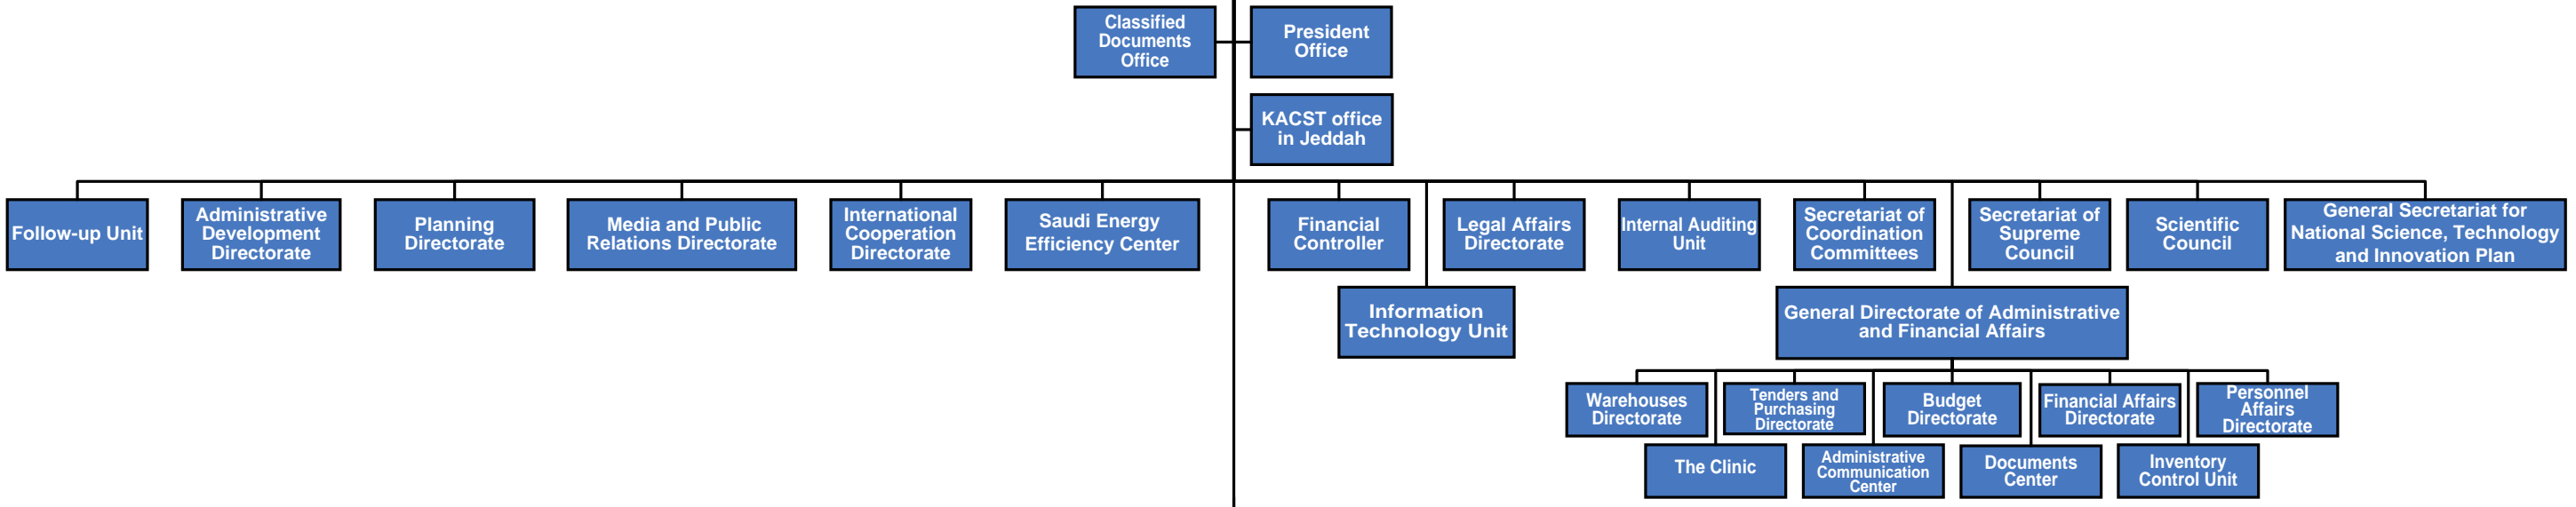 Classified
Documents
Office
President
Office
KACST office
in Jeddah
Follow-up Unit
Administrative
Development
Directorate
Planning
Directorate
Media and Public
Relations Directorate
International
Cooperation
Directorate
Saudi Energy
Efficiency Center
Financial
Controller
Legal Affairs
Directorate
Internal Auditing
Unit
Secretariat of
Coordination
Committees
Secretariat of
Supreme
Council
Scientific
Council
General Secretariat for
National Science, Technology
and Innovation Plan
Information
Technology Unit
General Directorate of Administrative
and Financial Affairs
Warehouses
Directorate
Tenders and
Purchasing
Directorate
Budget
Directorate
Financial Affairs
Directorate
Personnel
Affairs
Directorate
The Clinic
Administrative
Communication
Center
Documents
Center
Inventory
Control Unit